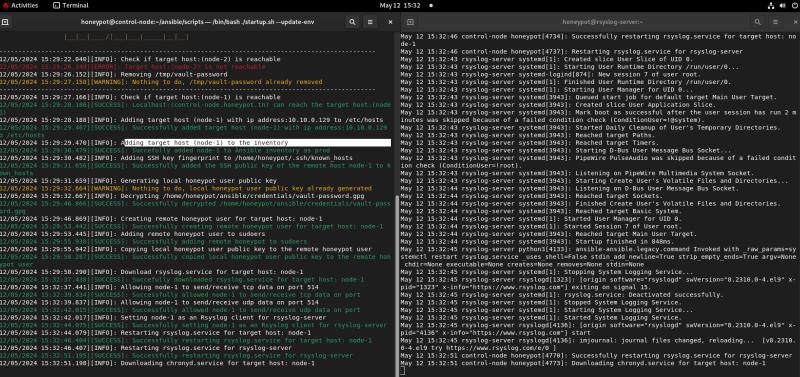 Activities
Terminal
May 12 15:32
honeypot@control-node:~/ansible/scripts — /bin/bash ./startup.sh --update-env
12/05/2024 15:29:22.040][INFO]: Check if target host:(node-2) is reachable
12/05/2024 15:29:26.149][ERROR]: Target host:(node-2) is not reachable
12/05/2024 15:29:26.152][INFO]: Removing /tmp/vault-password
12/05/2024 15:29:27.158][WARNING]: Nothing to do, /tmp/vault-password already removed
12/05/2024 15:29:27.166][INFO]: Check if target host:(node-1) is reachable
12/05/2024 15:29:28.180][SUCCESS]: Localhost:(control-node.honeypot.tn) can reach the target host:(node-1)
12/05/2024 15:29:28.188][INFO]: Adding target host (node-1) with ip address:10.10.0.129 to /etc/hosts
12/05/2024 15:29:29.467][SUCCESS]: Successfully added target host (node-1) with ip address:10.10.0.129 to /etc/hosts
12/05/2024 15:29:29.470][INFO]: Adding target host (node-1) to the inventory
12/05/2024 15:29:30.479][SUCCESS]: Successfully added node-1 to Ansible inventory as prod
12/05/2024 15:29:30.482][INFO]: Adding SSH key fingerprint to /home/honeypot/.ssh/known_hosts
12/05/2024 15:29:31.656][SUCCESS]: Successfully added the SSH public key of the remote host node-1 to known hosts
12/05/2024 15:29:31.659][INFO]: Generating local honeypot user public key
12/05/2024 15:29:32.664][WARNING]: Nothing to do, local honeypot user public key already generated
12/05/2024 15:29:32.667][INFO]: Decrypting /home/honeypot/ansible/credentials/vault-password.gpg
12/05/2024 15:29:46.866][SUCCESS]: Successfully decrypted /home/honeypot/ansible/credentials/vault-password.gpg
12/05/2024 15:29:46.869][INFO]: Creating remote honeypot user for target host: node-1
12/05/2024 15:29:53.442][SUCCESS]: Successfully creating remote honeypot user for target host: node-1
12/05/2024 15:29:53.445][INFO]: Adding remote honeypot user to sudoers
12/05/2024 15:29:55.938][SUCCESS]: Successfully adding remote honeypot user to sudoers
12/05/2024 15:29:55.942][INFO]: Copying local honeypot user public key to the remote honeypot user
12/05/2024 15:29:58.287][SUCCESS]: Successfully copied local honeypot user public key to the remote honeypot user
12/05/2024 15:29:58.290][INFO]: Download rsyslog.service for target host: node-1
12/05/2024 15:32:37.438][SUCCESS]: Successfully downloaded rsyslog.service for target host: node-1
12/05/2024 15:32:37.441][INFO]: Allowing node-1 to send/receive tcp data on port 514
12/05/2024 15:32:39.834][SUCCESS]: Successfully allowing node-1 to send/receive tcp data on port
12/05/2024 15:32:39.837][INFO]: Allowing node-1 to send/receive udp data on port 514
12/05/2024 15:32:42.015][SUCCESS]: Successfully allowing node-1 to send/receive udp data on port
12/05/2024 15:32:42.017][INFO]: Setting node-1 as an Rsyslog client for rsyslog-server
12/05/2024 15:32:44.075][SUCCESS]: Successfully setting node-1 as an Rsyslog client for rsyslog-server
12/05/2024 15:32:44.079][INFO]: Restarting rsyslog.service for target host: node-1
12/05/2024 15:32:46.404][SUCCESS]: Successfully restarting rsyslog.service for target host: node-1
12/05/2024 15:32:46.407][INFO]: Restarting rsyslog.service for rsyslog-server
12/05/2024 15:32:51.195][SUCCESS]: Successfully restarting rsyslog.service for rsyslog-server
12/05/2024 15:32:51.198][INFO]: Downloading chronyd.service for target host: node-1
honeypot@rsyslog-server:~
May 12 15:32:46 control-node honeypot[4734]: Successfully restarting rsyslog.service for target host: node-1
May 12 15:32:46 control-node honeypot[4737]: Restarting rsyslog.service for rsyslog-server
May 12 15:32:43 rsyslog-server systemd[1]: Created slice User Slice of UID 0.
May 12 15:32:43 rsyslog-server systemd[1]: Starting User Runtime Directory /run/user/0...
May 12 15:32:43 rsyslog-server systemd-logind[874]: New session 7 of user root.
May 12 15:32:43 rsyslog-server systemd[1]: Finished User Runtime Directory /run/user/0.
May 12 15:32:43 rsyslog-server systemd[1]: Starting User Manager for UID 0...
May 12 15:32:43 rsyslog-server systemd[3943]: Queued start job for default target Main User Target.
May 12 15:32:43 rsyslog-server systemd[3943]: Created slice User Application Slice.
May 12 15:32:43 rsyslog-server systemd[3943]: Mark boot as successful after the user session has run 2 minutes was skipped because of a failed condition check (ConditionUser=!@system).
May 12 15:32:43 rsyslog-server systemd[3943]: Started Daily Cleanup of User's Temporary Directories.
May 12 15:32:43 rsyslog-server systemd[3943]: Reached target Paths.
May 12 15:32:43 rsyslog-server systemd[3943]: Reached target Timers.
May 12 15:32:43 rsyslog-server systemd[3943]: Starting D-Bus User Message Bus Socket...
May 12 15:32:43 rsyslog-server systemd[3943]: PipeWire PulseAudio was skipped because of a failed condition check (ConditionUser=!root).
May 12 15:32:43 rsyslog-server systemd[3943]: Listening on PipeWire Multimedia System Socket.
May 12 15:32:43 rsyslog-server systemd[3943]: Starting Create User's Volatile Files and Directories...
May 12 15:32:44 rsyslog-server systemd[3943]: Listening on D-Bus User Message Bus Socket.
May 12 15:32:44 rsyslog-server systemd[3943]: Reached target Sockets.
May 12 15:32:44 rsyslog-server systemd[3943]: Finished Create User's Volatile Files and Directories.
May 12 15:32:44 rsyslog-server systemd[3943]: Reached target Basic System.
May 12 15:32:44 rsyslog-server systemd[1]: Started User Manager for UID 0.
May 12 15:32:44 rsyslog-server systemd[1]: Started Session 7 of User root.
May 12 15:32:44 rsyslog-server systemd[3943]: Reached target Main User Target.
May 12 15:32:44 rsyslog-server systemd[3943]: Startup finished in 848ms.
May 12 15:32:45 rsyslog-server python3[4133]: ansible-ansible.legacy.command Invoked with _raw_params=systemctl restart rsyslog.service _uses_shell=False stdin_add_newline=True strip_empty_ends=True argv=None chdir=None executable=None creates=None removes=None stdin=None
May 12 15:32:45 rsyslog-server systemd[1]: Stopping System Logging Service...
May 12 15:32:45 rsyslog-server rsyslogd[1323]: [origin software="rsyslogd" swVersion="8.2310.0-4.el9" x-pid="1323" x-info="https://www.rsyslog.com"] exiting on signal 15.
May 12 15:32:45 rsyslog-server systemd[1]: rsyslog.service: Deactivated successfully.
May 12 15:32:45 rsyslog-server systemd[1]: Stopped System Logging Service.
May 12 15:32:45 rsyslog-server systemd[1]: Starting System Logging Service...
May 12 15:32:45 rsyslog-server systemd[1]: Started System Logging Service.
May 12 15:32:45 rsyslog-server rsyslogd[4136]: [origin software="rsyslogd" swVersion="8.2310.0-4.el9" x-pid="4136" x-info="https://www.rsyslog.com"] start
May 12 15:32:45 rsyslog-server rsyslogd[4136]: imjournal: journal files changed, reloading... [v8.2310.0-4.el9 try https://www.rsyslog.com/e/0 ]
May 12 15:32:51 control-node honeypot[4770]: Successfully restarting rsyslog.service for rsyslog-server
May 12 15:32:51 control-node honeypot[4773]: Downloading chronyd.service for target host: node-1